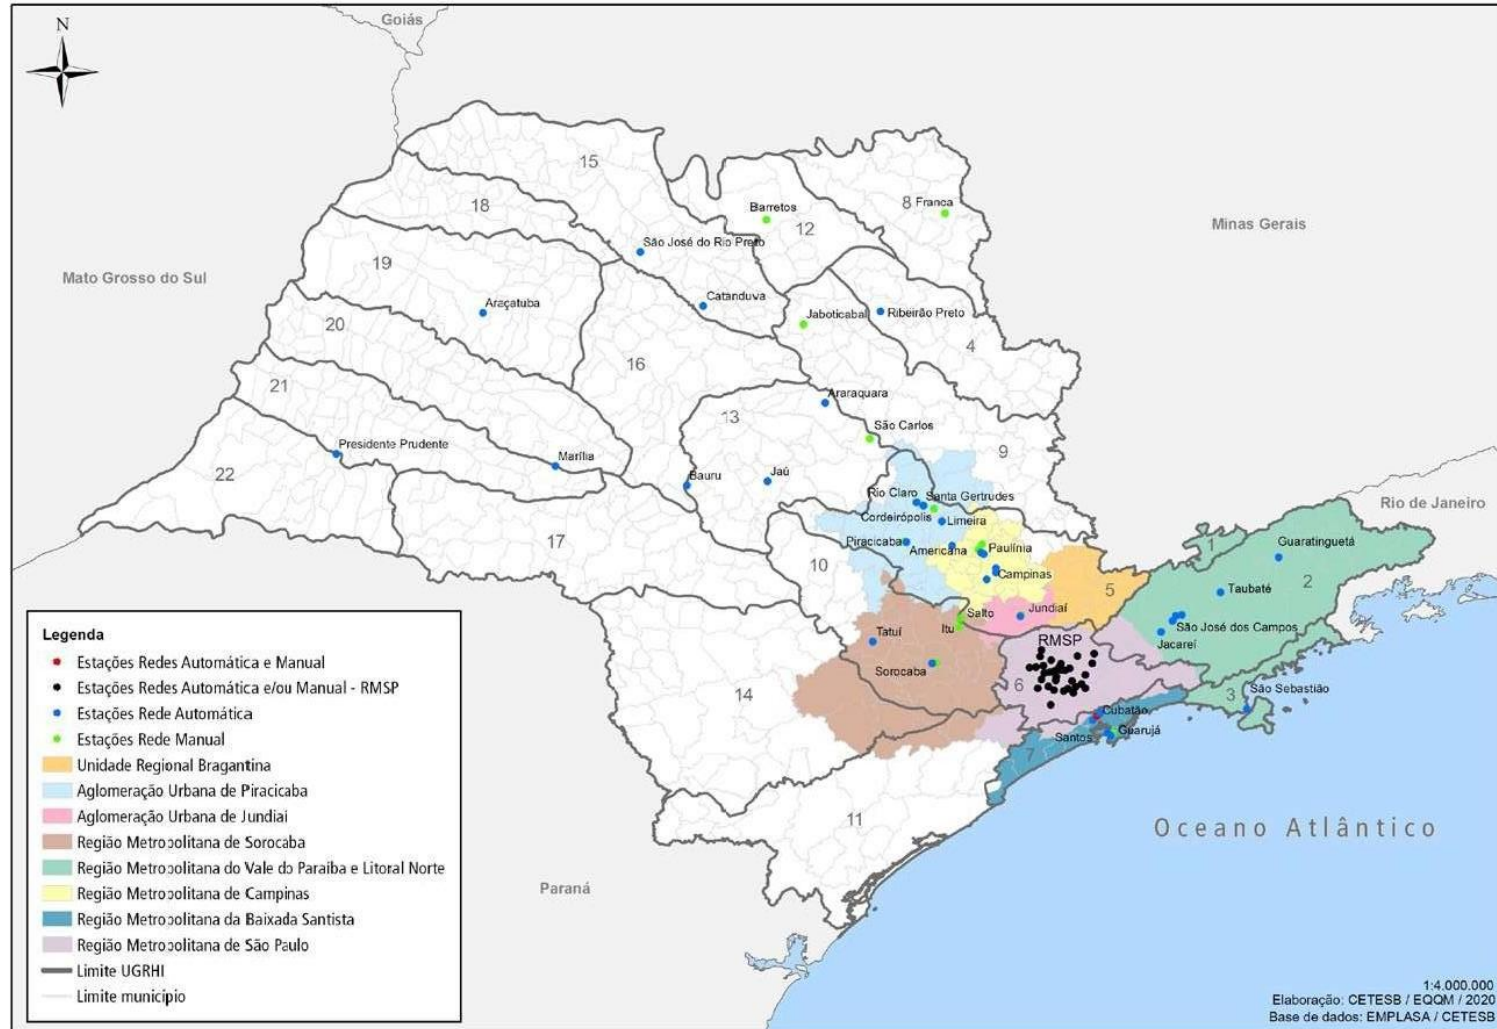 N
Goiás
Minas Gerais
Mato Grosso do Sul
Rio de Janeiro
Paraná
Oceano Atlântico
15
18
8
Franca
Barretos
12
São José do Rio Preto
19
Araçatuba
Catanduva
Jaboticabal
Ribeirão Preto
20
4
16
21
13
Araraquara
São Carlos
Presidente Prudente
Marília
9
22
Bauru
Jaú
Rio Claro
Santa Gertrudes
Cordeirópolis
Limeira
17
Piracicaba
Americana
Paulínia
1
Guaratinguetá
10
Campinas
5
2
Taubaté
Salto
Jundiaí
Itu
São José dos Campos
Tatuí
RMSP
Jacareí
Sorocaba
6
14
3
São Sebastião
Cubatão
Santos
Guarujá
7
11
Legenda
Estações Redes Automática e Manual
Estações Redes Automática e/ou Manual - RMSP
Estações Rede Automática
Estações Rede Manual
Unidade Regional Bragantina
Aglomeração Urbana de Piracicaba
Aglomeração Urbana de Jundiai
Região Metropolitana de Sorocaba
Região Metropolitana do Vale do Paraiba e Litoral Norte
Região Metropolitana de Campinas
Região Metropolitana da Baixada Santista
Região Metropolitana de São Paulo
Limite UGRHI
Limite município
1:4.000.000
Elaboração: CETESB / EQQM / 2020
Base de dados: EMPLASA / CETESB